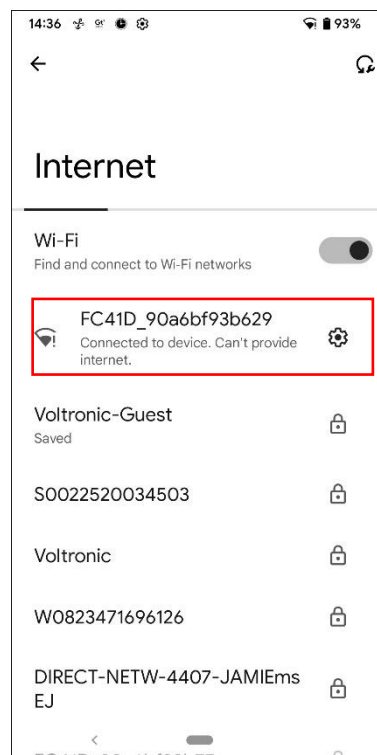 14:36 93%
Internet
Wi-Fi
Find and connect to Wi-Fi networks
FC41D_90a6bf93b629
Connected to device. Can't provide
internet.
Voltronic-Guest
Saved
S0022520034503
Voltronic
W0823471696126
DIRECT-NETW-4407-JAMIEms
EJ